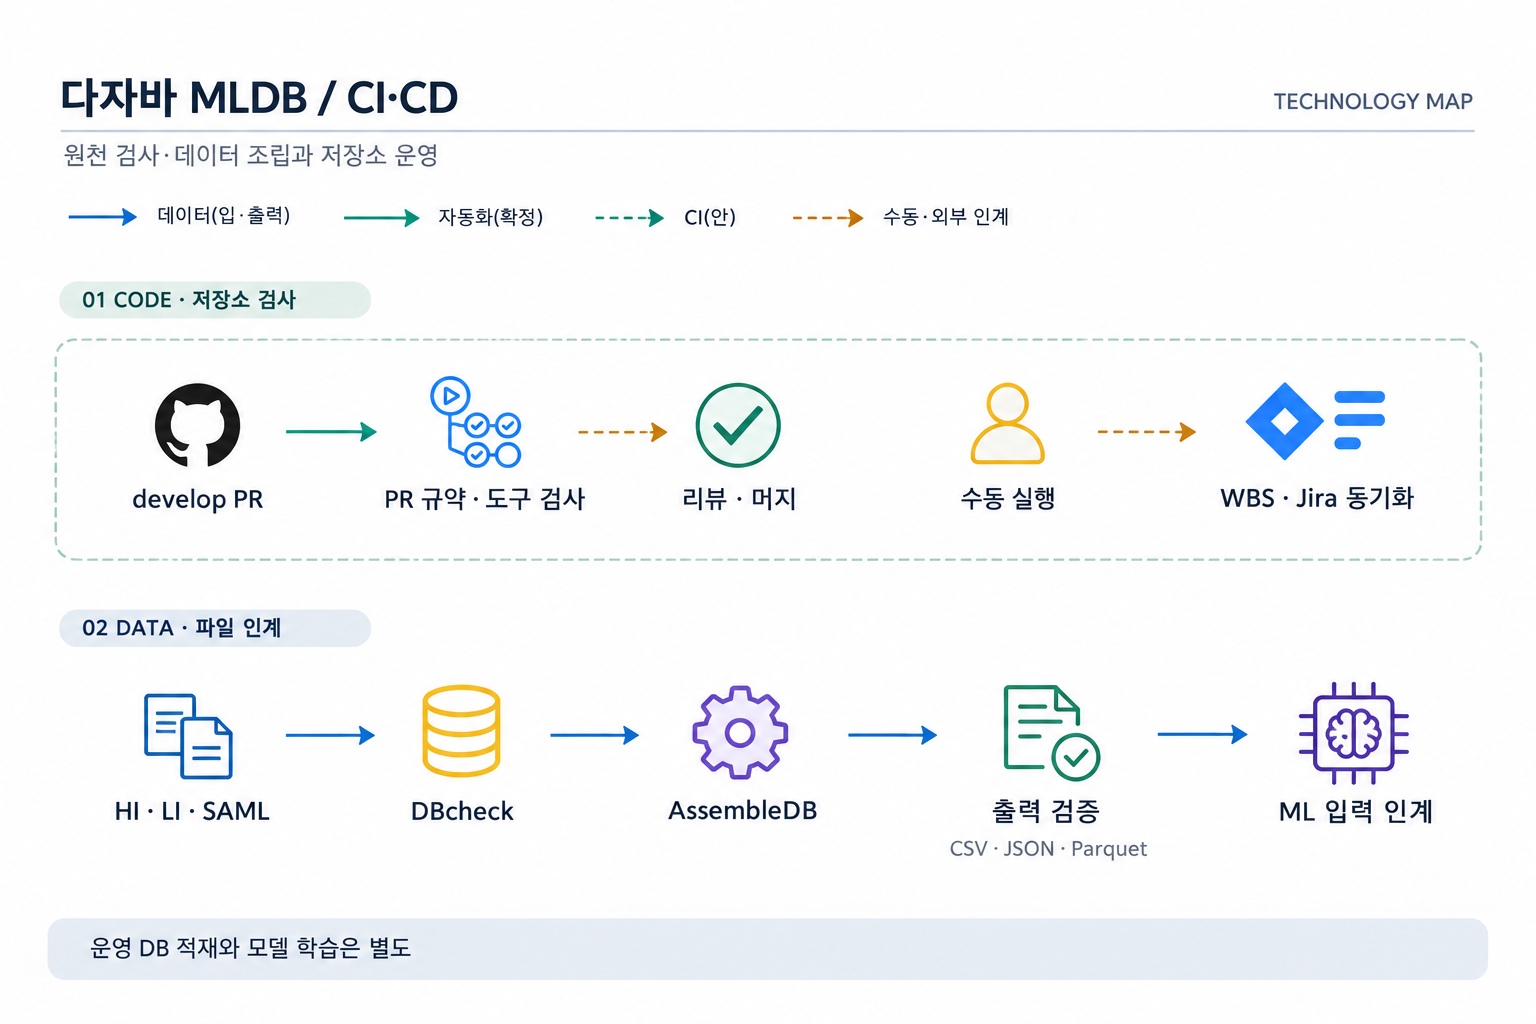 다자바 MLDB / CI·CD
TECHNOLOGY MAP
원천 검사·데이터 조립과 저장소 운영
데이터(입·출력)
자동화(확정)
CI(안)
수동·외부 인계
01 CODE · 저장소 검사
develop PR
PR 규약·도구 검사
리뷰 · 머지
수동 실행
WBS · Jira 동기화
02 DATA · 파일 인계
HI · LI · SAML
DBcheck
AssembleDB
출력 검증
CSV · JSON · Parquet
ML 입력 인계
운영 DB 적재와 모델 학습은 별도